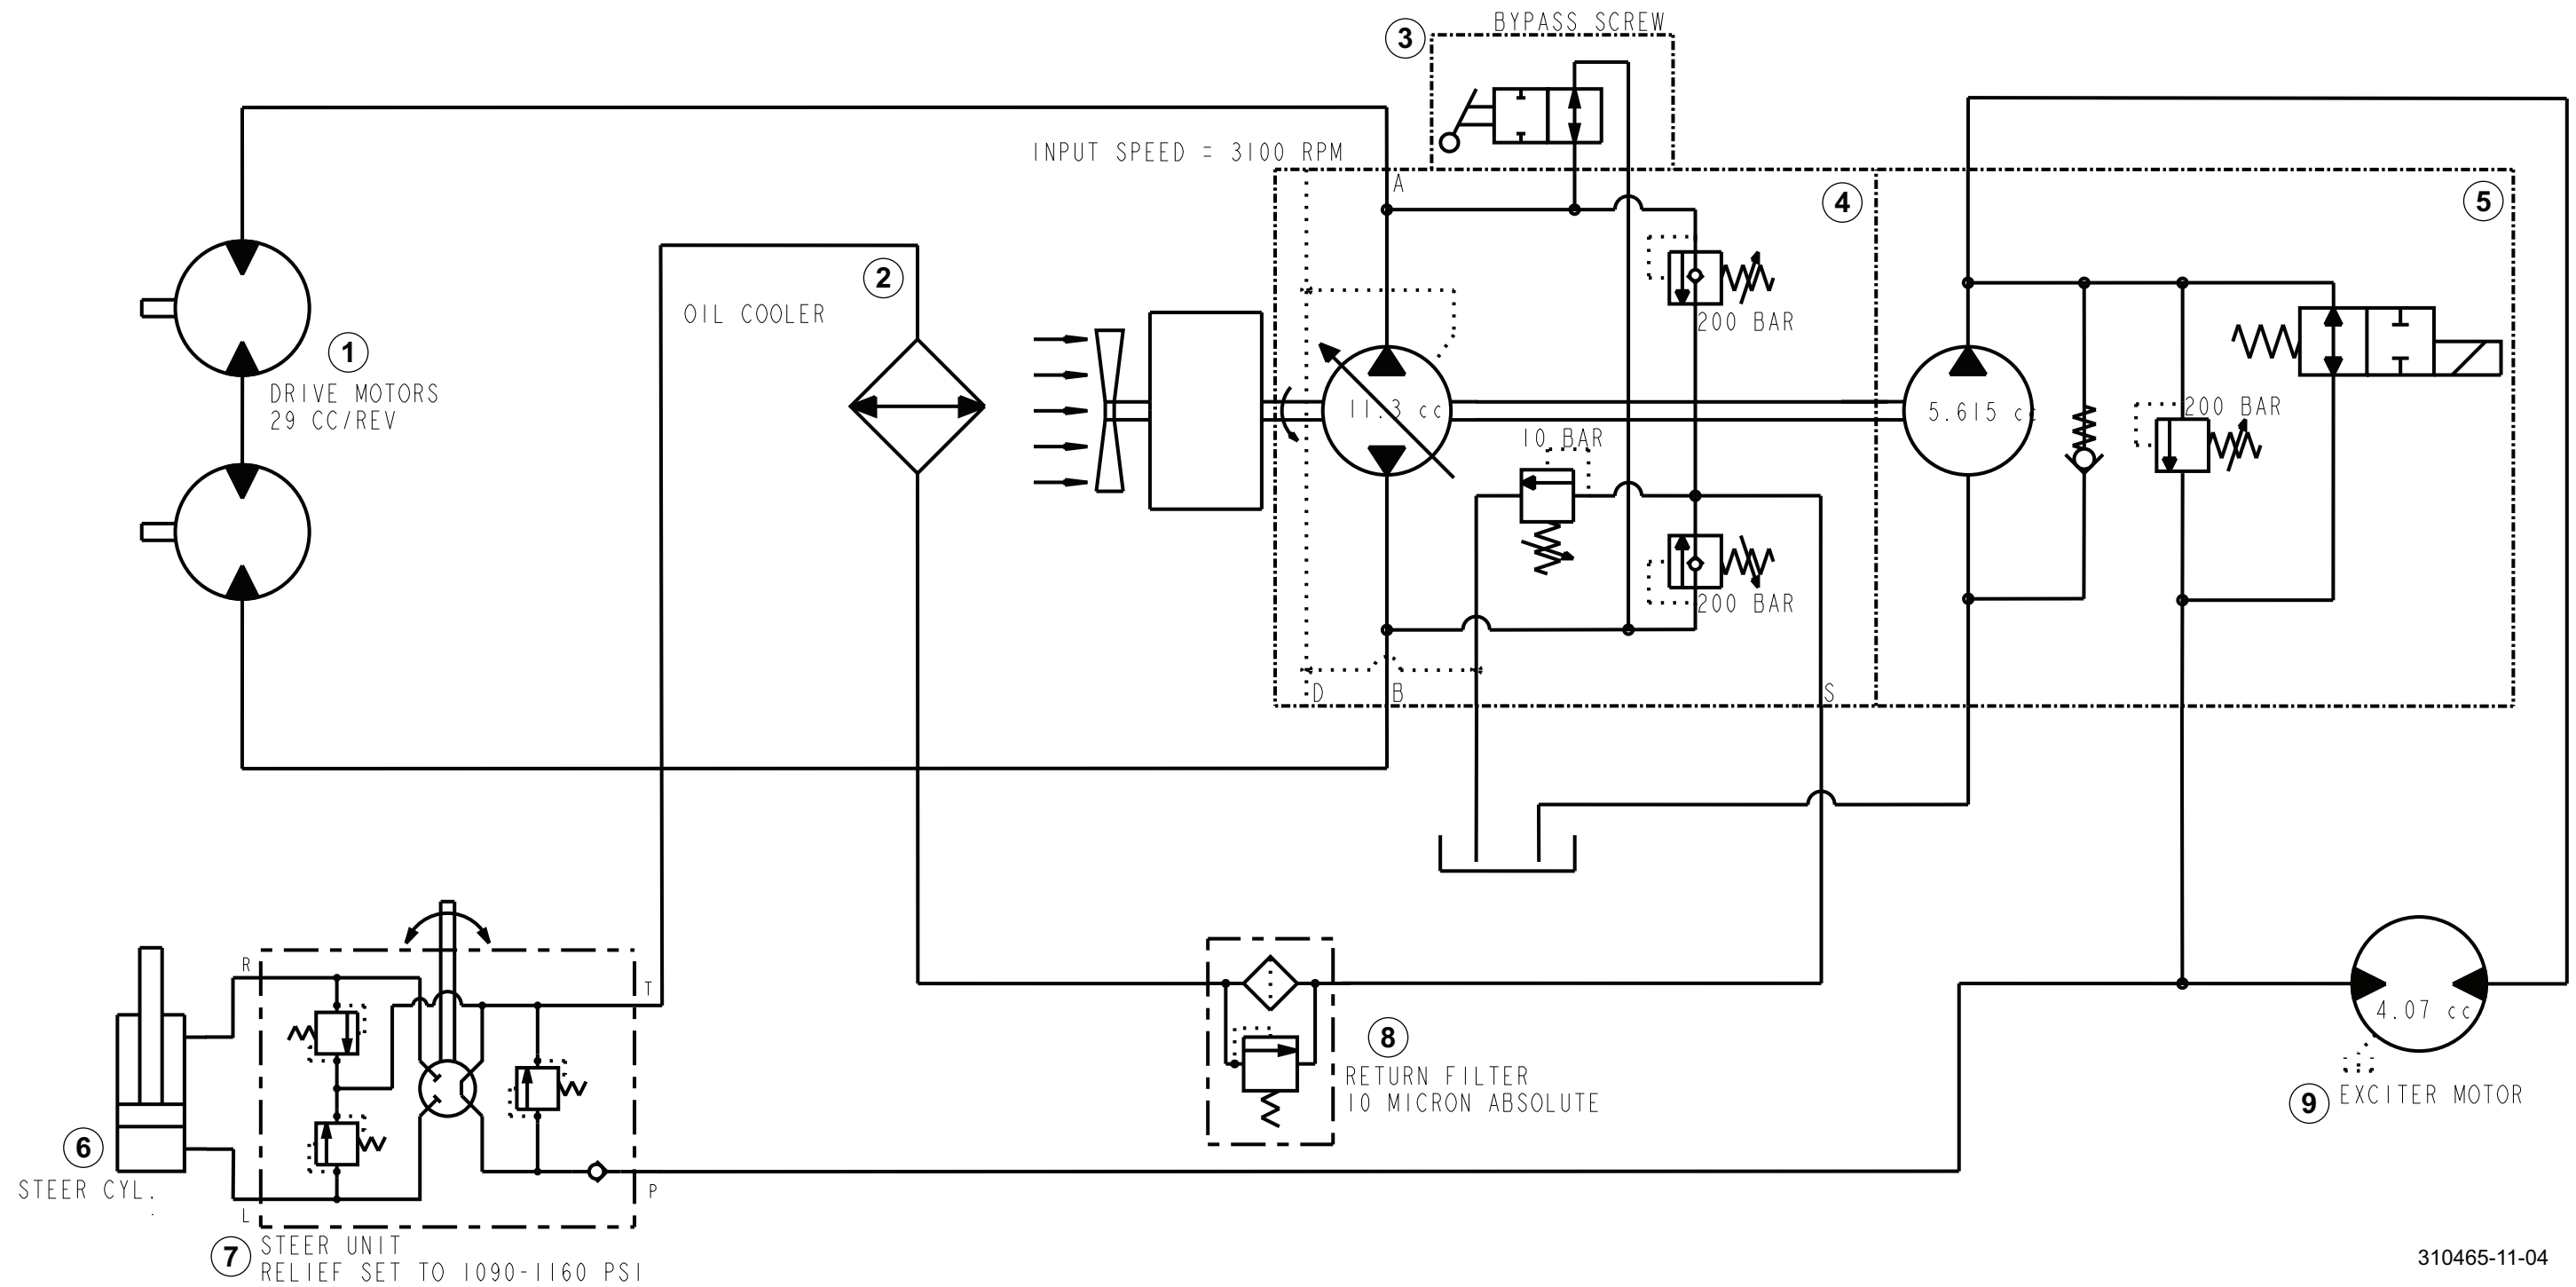 3
BYPASS SCREW
INPUT SPEED = 3100 RPM
A
4
5
2
OIL COOLER
200 BAR
1
DRIVE MOTORS
29 CC/REV
11.3 cc
10 BAR
5.615 cc
200 BAR
200 BAR
D
B
S
R
T
8
RETURN FILTER
10 MICRON ABSOLUTE
4.07 cc
9
EXCITER MOTOR
6
STEER CYL.
L
P
7
STEER UNIT
RELIEF SET TO 1090-1160 PSI
310465-11-04